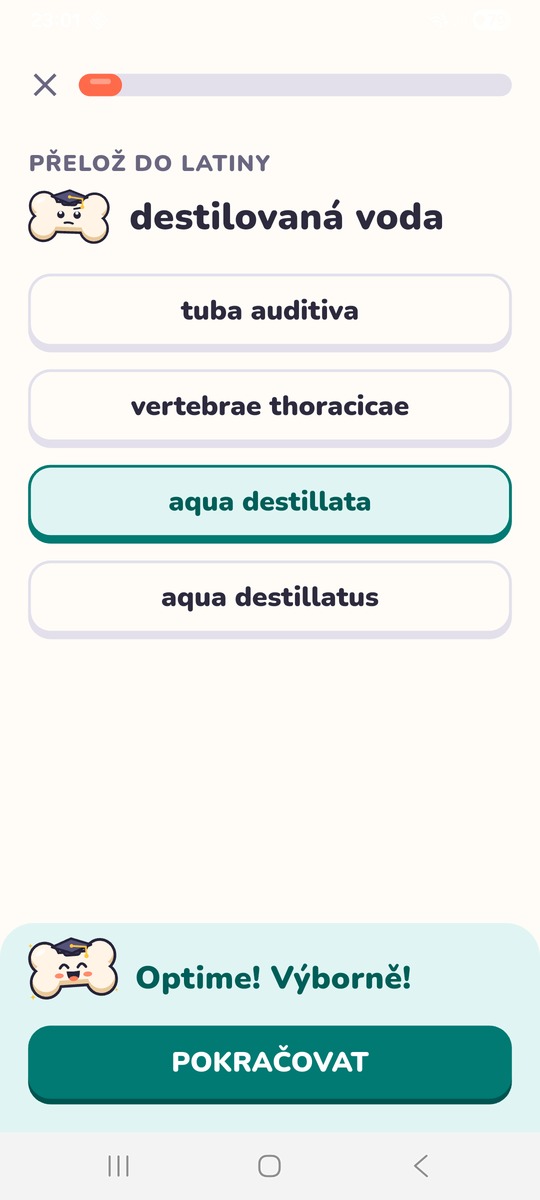 PŘELOŽ DO LATINY
destilovaná voda
tuba auditiva
vertebrae thoracicae
aqua destillata
aqua destillatus
Optime! Výborně!
POKRAČOVAT